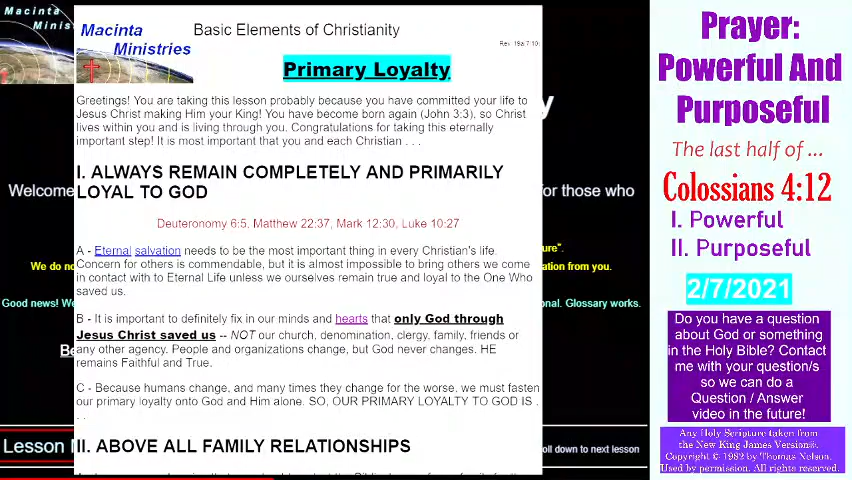 Macinta
Minis
Macinta
Ministries
Basic Elements of Christianity
Rev. 19a/7.10
Primary Loyalty
Greetings! You are taking this lesson probably because you have committed your life to
Jesus Christ making Him your King! You have become born again (John 3:3), so Christ
lives within you and is living through you. Congratulations for taking this eternally
important step! It is most important that you and each Christian . . .
y
I. ALWAYS REMAIN COMPLETELY AND PRIMARILY
LOYAL TO GOD
Welcome
for those who
Deuteronomy 6:5, Matthew 22:37, Mark 12:30, Luke 10:27
A - Eternal salvation needs to be the most important thing in every Christian's life.
Concern for others is commendable, but it is almost impossible to bring others we come
in contact with to Eternal Life unless we ourselves remain true and loyal to the One Who
saved us.
ure".
We do no
ation from you.
Good news! We
onal. Glossary works.
B - It is important to definitely fix in our minds and hearts that only God through
Jesus Christ saved us -- NOT our church, denomination, clergy, family, friends or
any other agency. People and organizations change, but God never changes. HE
remains Faithful and True.
Be
C - Because humans change, and many times they change for the worse, we must fasten
our primary loyalty onto God and Him alone. SO, OUR PRIMARY LOYALTY TO GOD IS .
. .
Lesson
II. ABOVE ALL FAMILY RELATIONSHIPS
oll down to next lesson
Prayer:
Powerful And
Purposeful
The last half of ...
Colossians 4:12
I. Powerful
II. Purposeful
2/7/2021
Do you have a question
about God or something
in the Holy Bible? Contact
me with your question/s
so we can do a
Question / Answer
video in the future!
Any Holy Scripture taken from
the New King James Version®.
Copyright © 1982 by Thomas Nelson.
Used by permission. All rights reserved.